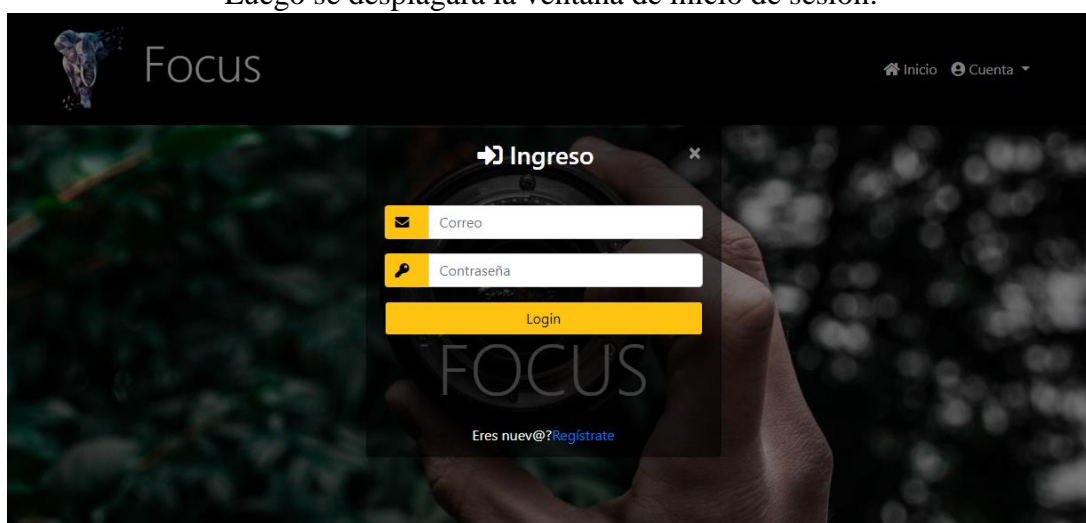 Luego se desplagara la ventana de inicio de sesión.
Focus
Inicio Cuenta
Ingreso ×
Correo
Contraseña
Login
FOCUS
Eres nuev@?Regístrate